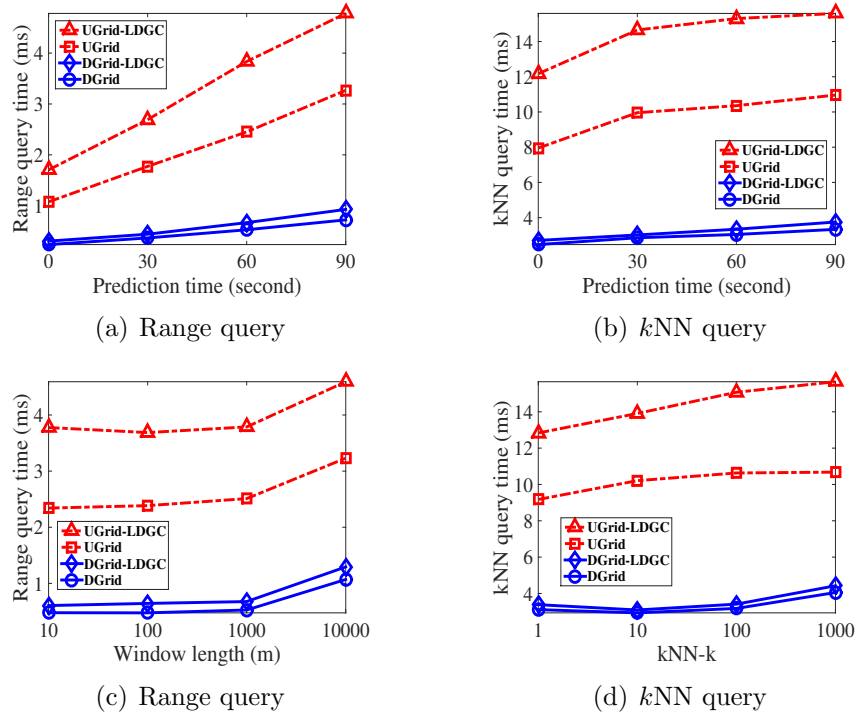 Range query time (ms)
4
3
2
1
UGrid-LDGC
UGrid
DGrid-LDGC
DGrid
0 30 60 90
Prediction time (second)
(a) Range query
kNN query time (ms)
14
12
10
8
6
4
UGrid-LDGC
UGrid
DGrid-LDGC
DGrid
0 30 60 90
Prediction time (second)
(b) kNN query
Range query time (ms)
4
3
2
1
UGrid-LDGC
UGrid
DGrid-LDGC
DGrid
10 100 1000 10000
Window length (m)
(c) Range query
kNN query time (ms)
14
12
10
8
6
4
UGrid-LDGC
UGrid
DGrid-LDGC
DGrid
1 10 100 1000
kNN-k
(d) kNN query